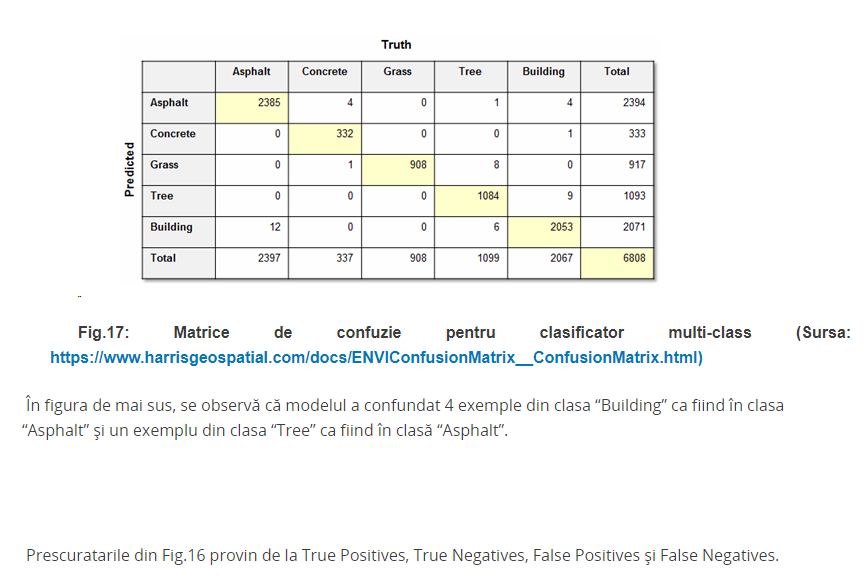 Truth
Asphalt Concrete Grass Tree Building Total
Asphalt 2385 4 0 1 4 2394
Concrete 0 332 0 0 1 333
Predicted
Grass 0 1 908 8 0 917
Tree 0 0 0 1084 9 1093
Building 12 0 0 6 2053 2071
Total 2397 337 908 1099 2067 6808
Fig.17: Matrice de confuzie pentru clasificator multi-class (Sursa:
https://www.harrisgeospatial.com/docs/ENVIConfusionMatrix__ConfusionMatrix.html)
În figura de mai sus, se observă că modelul a confundat 4 exemple din clasa “Building” ca fiind în clasa
“Asphalt” şi un exemplu din clasa “Tree” ca fiind în clasă “Asphalt”.
Prescuratarile din Fig.16 provin de la True Positives, True Negatives, False Positives şi False Negatives.